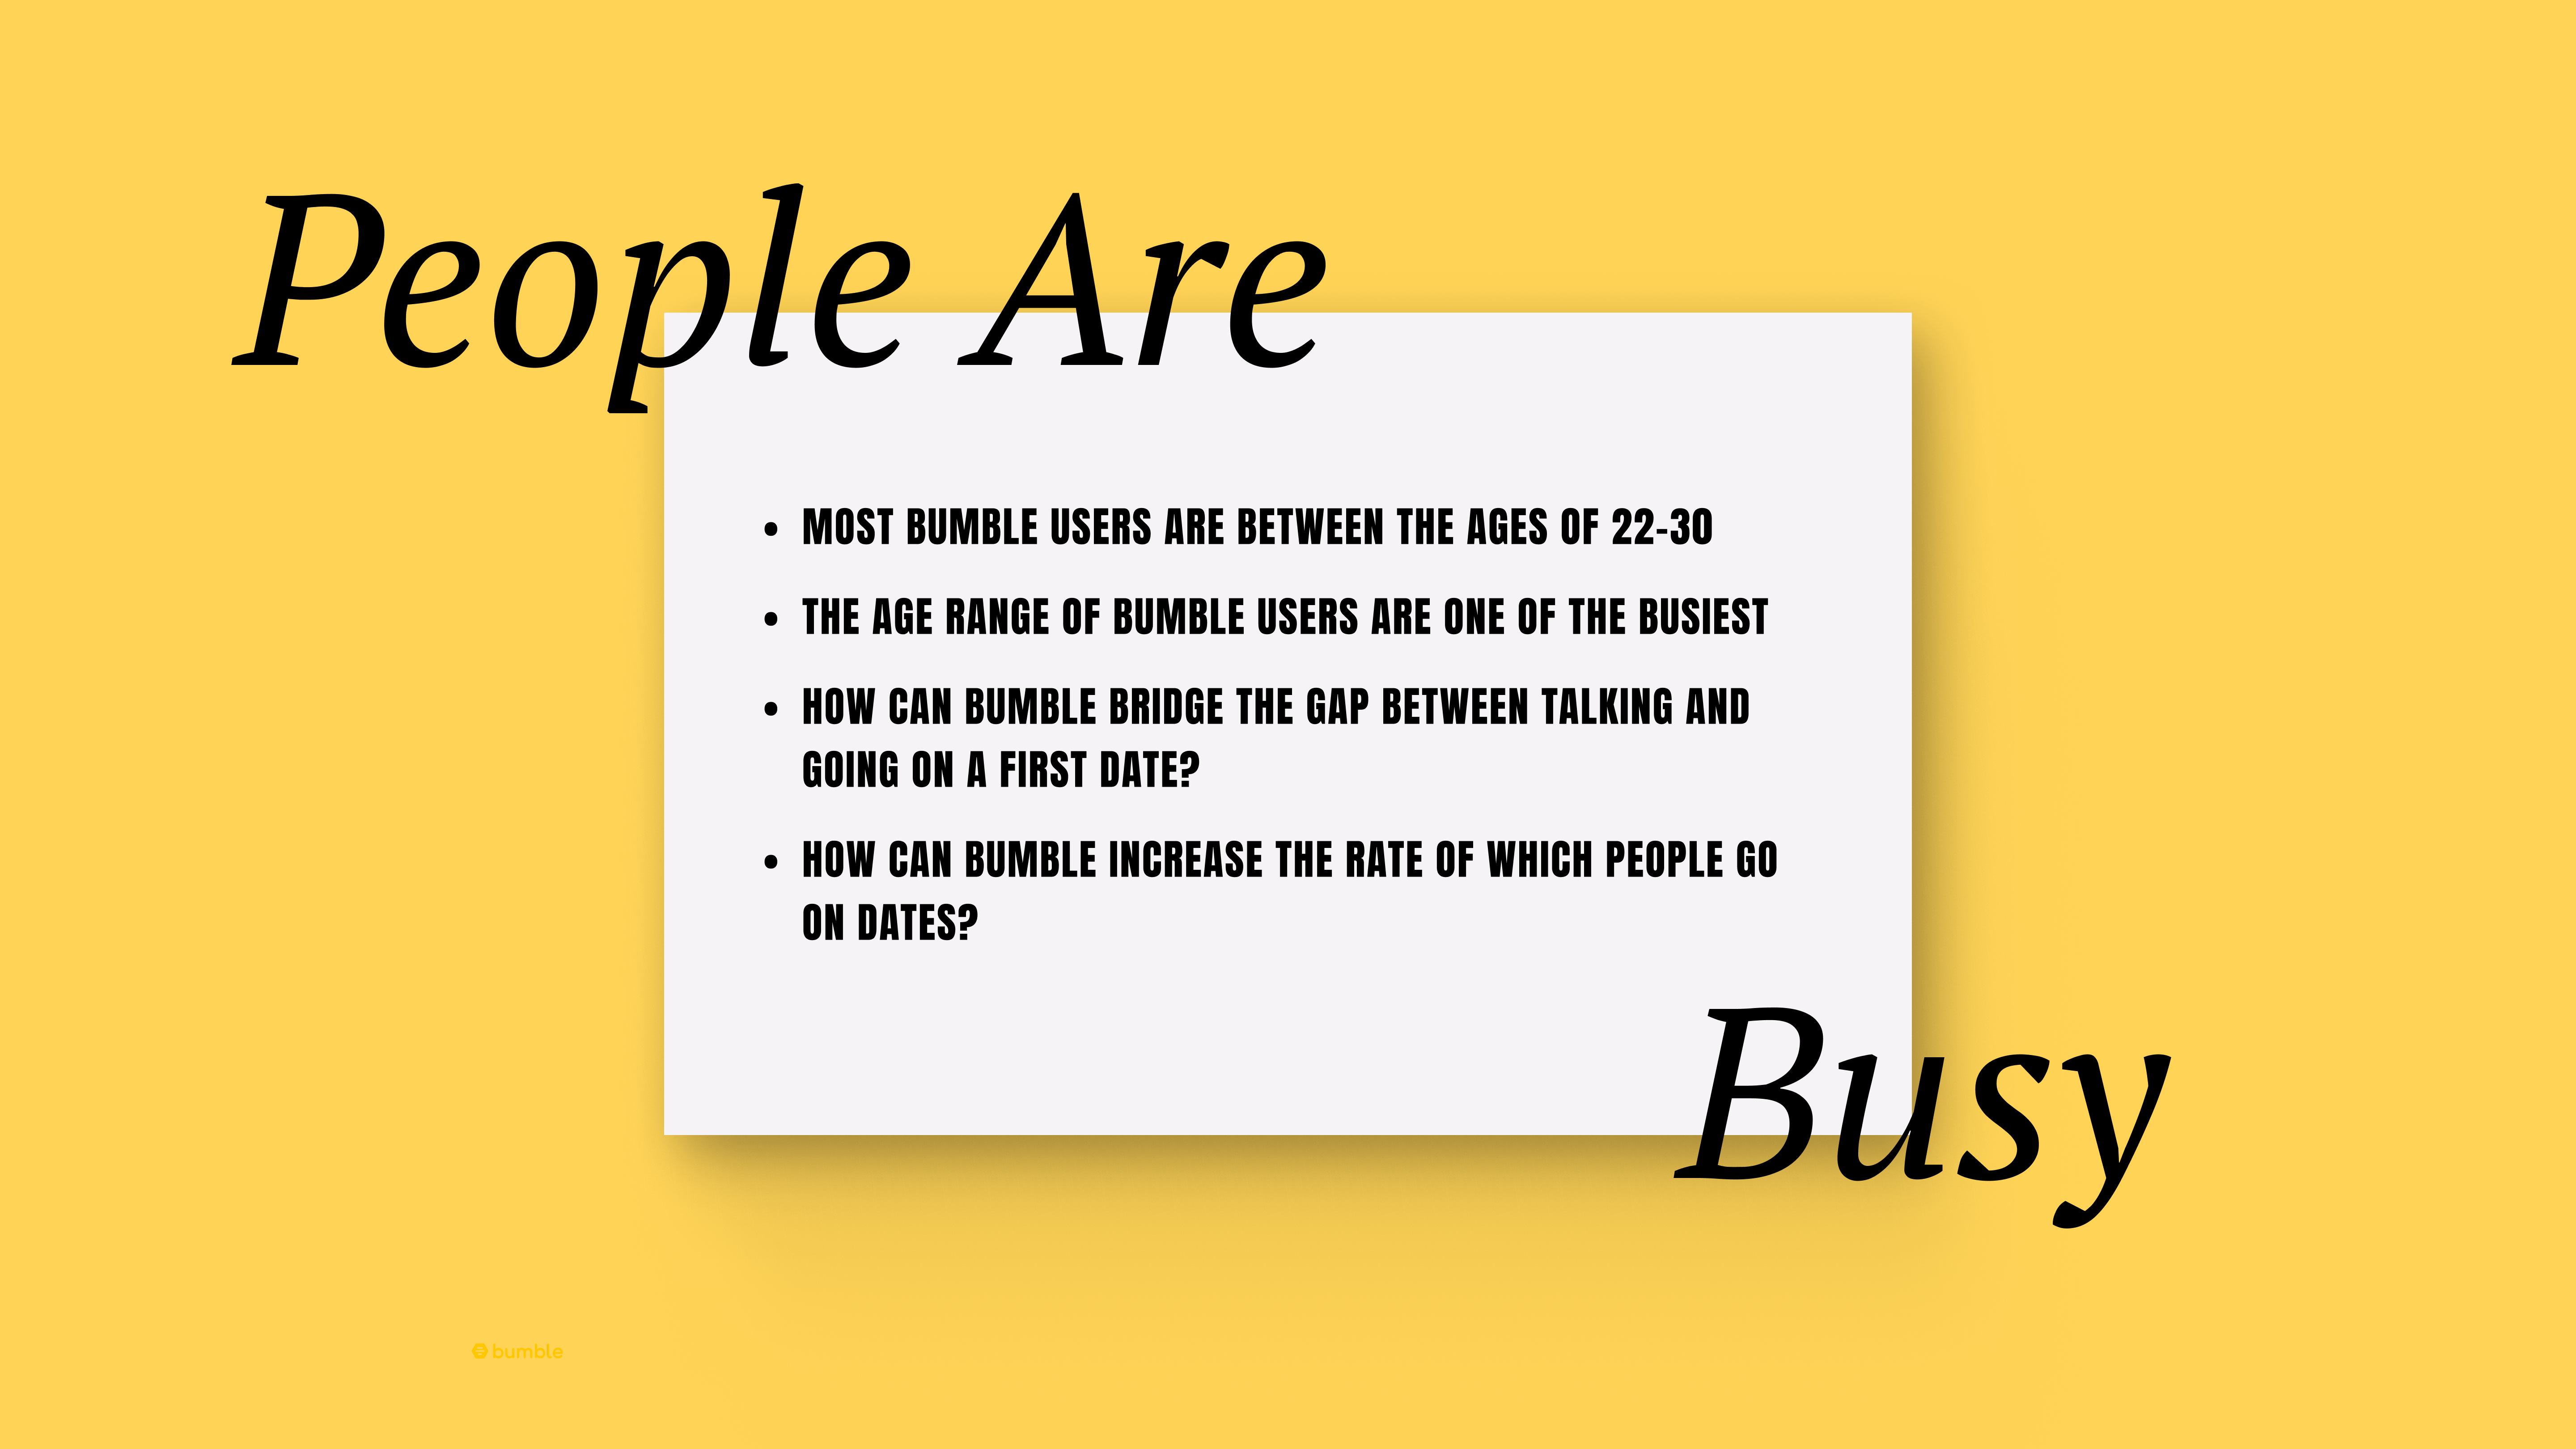 People Are
• MOST BUMBLE USERS ARE BETWEEN THE AGES OF 22-30
• THE AGE RANGE OF BUMBLE USERS ARE ONE OF THE BUSIEST
• HOW CAN BUMBLE BRIDGE THE GAP BETWEEN TALKING AND
GOING ON A FIRST DATE?
• HOW CAN BUMBLE INCREASE THE RATE OF WHICH PEOPLE GO
ON DATES?
Busy
bumble